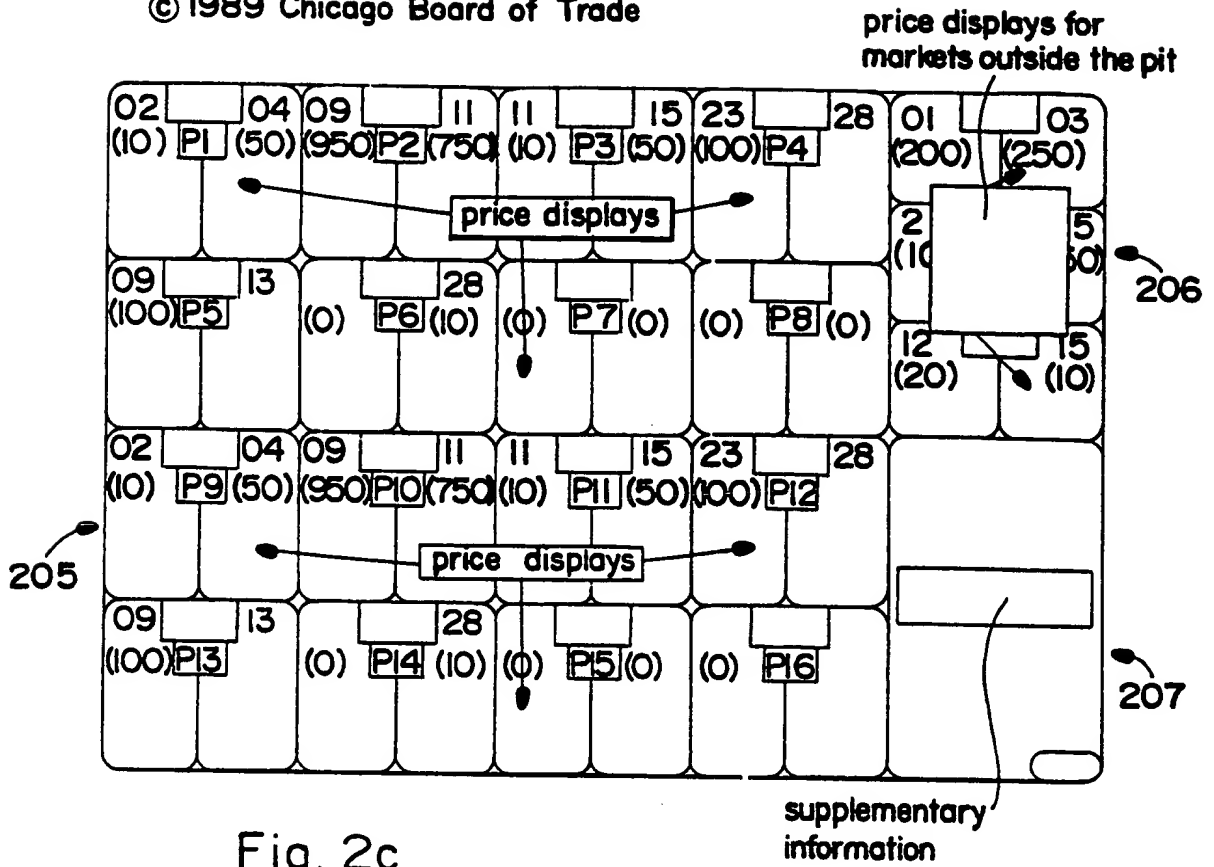 © 1989 Chicago Board of Trade
price displays for
markets outside the pit
02 04 09 11 11 15 23 28 01 03
(10) P1 (50) (950) P2 (750) (10) P3 (50) (100) P4 (200) (250)
price displays
2 5
(10 50)
206
09 13 28
(100) P5 (0) P6 (10) (0) P7 (0) (0) P8 (0)
12 15
(20) (10)
02 04 09 11 11 15 23 28
(10) P9 (50) (950) P10 (750) (10) P11 (50) (100) P12
205
price displays
09 13 28
(100) P13 (0) P14 (10) (0) P15 (0) (0) P16
207
supplementary
information
Fig. 2c